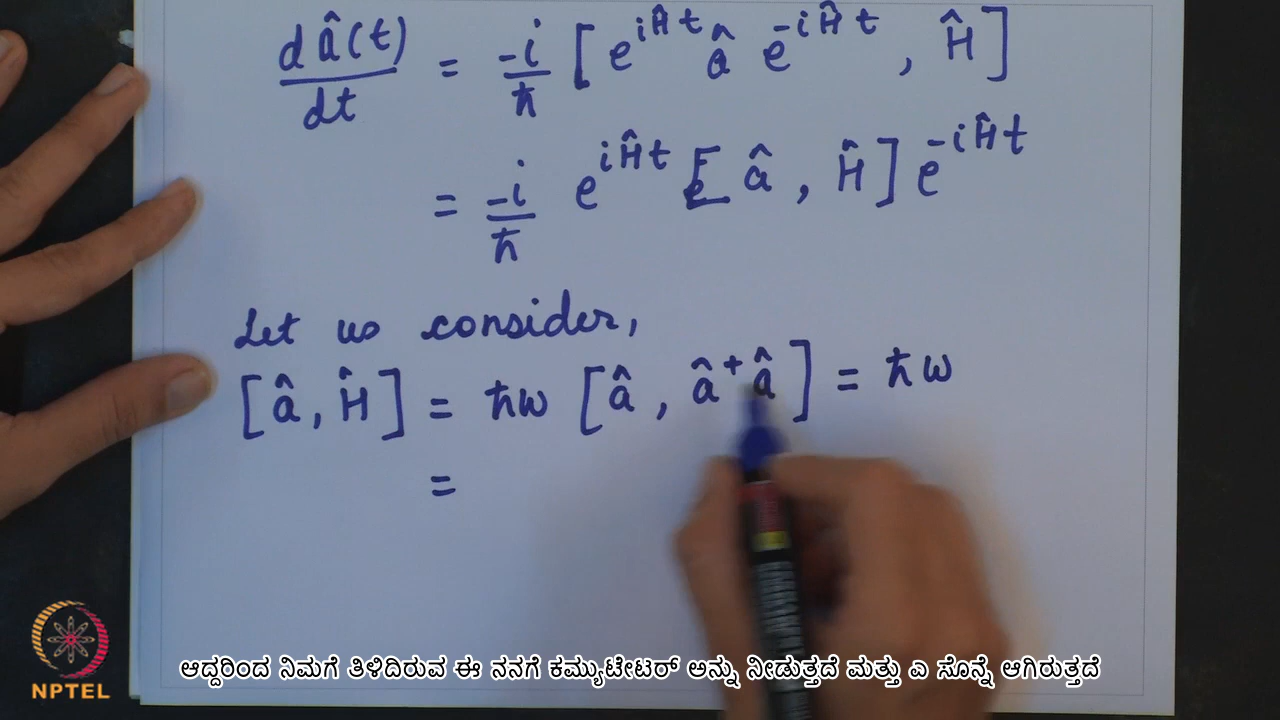 dâ(t)/dt = -i/ħ [ e^{iĤt} â e^{-iĤt} , Ĥ ]
= -i/ħ e^{iĤt} [ â , Ĥ ] e^{-iĤt}
Let us consider,
[ â , Ĥ ] = ħω [ â , â^+ â ] = ħω
=
ಆದ್ದರಿಂದ ನಿಮಗೆ ತಿಳಿದಿರುವ ಈ ನನಗೆ ಕಮ್ಯುಟೇಟರ್ ಅನ್ನು ನೀಡುತ್ತದೆ ಮತ್ತು ಎ ಸೊನ್ನೆ ಆಗಿರುತ್ತದೆ
NPTEL